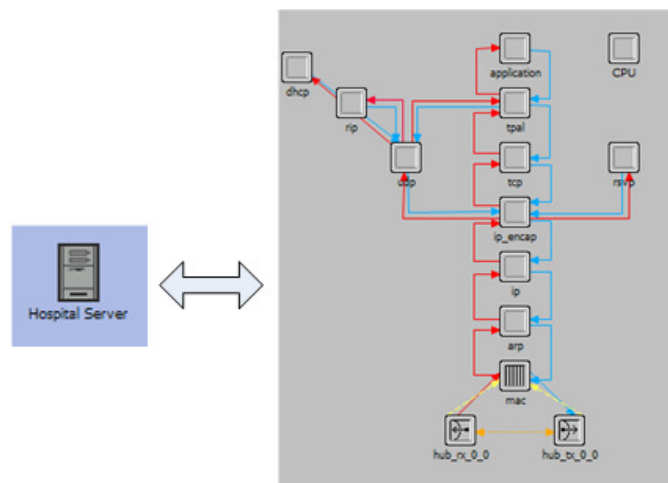 application
CPU
dhcp
rip
tpal
udp
tcp
rsvp
ip_encap
Hospital Server
ip
arp
mac
hub_rx_0_0
hub_tx_0_0